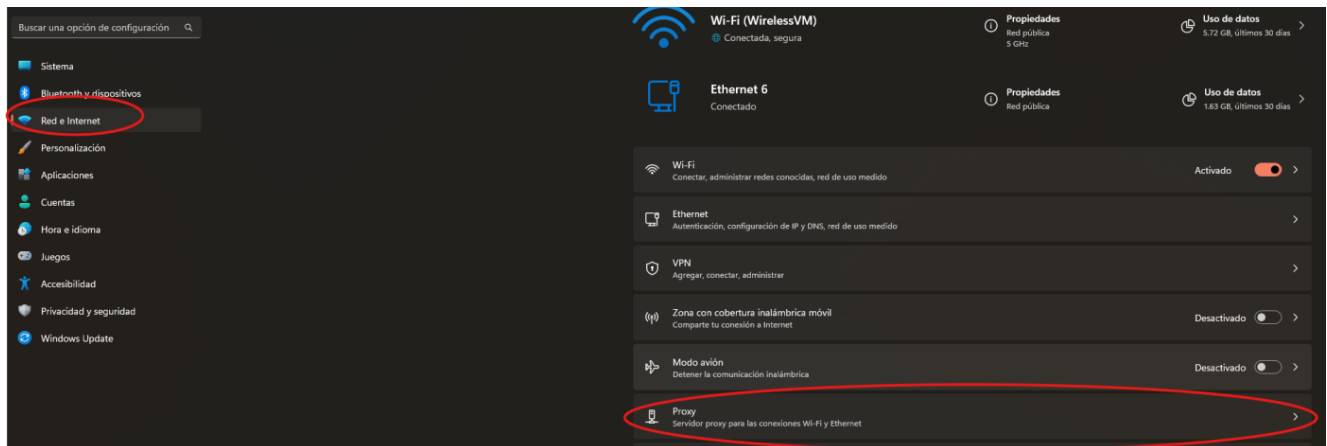 Buscar una opción de configuración
Sistema
Bluetooth y dispositivos
Red e Internet
Personalización
Aplicaciones
Cuentas
Hora e idioma
Juegos
Accesibilidad
Privacidad y seguridad
Windows Update
Wi-Fi (WirelessVM)
Conectada, segura
Propiedades
Red pública
5 GHz
Uso de datos
5.72 GB, últimos 30 días
Ethernet 6
Conectado
Propiedades
Red pública
Uso de datos
1.63 GB, últimos 30 días
Wi-Fi
Conectar, administrar redes conocidas, red de uso medido
Activado
Ethernet
Autenticación, configuración de IP y DNS, red de uso medido
VPN
Agregar, conectar, administrar
Zona con cobertura inalámbrica móvil
Comparte tu conexión a Internet
Desactivado
Modo avión
Detener la comunicación inalámbrica
Desactivado
Proxy
Servidor proxy para las conexiones Wi-Fi y Ethernet